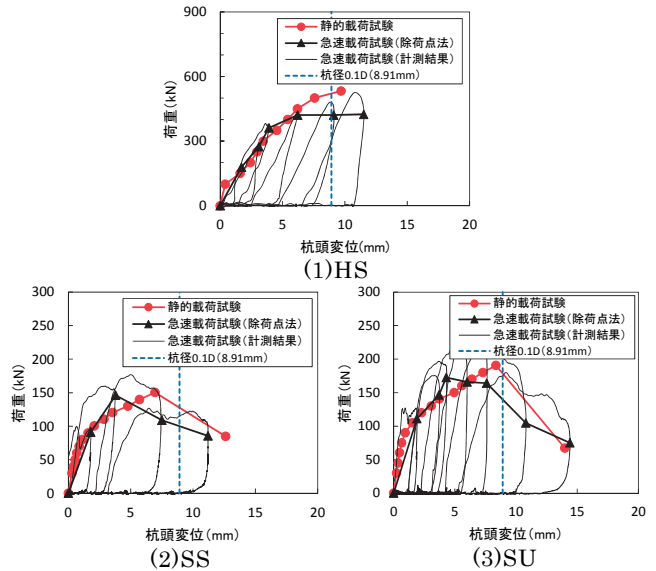 900
600
300
0
荷重(kN)
静的載荷試験
急速載荷試験(除荷点法)
急速載荷試験(計測結果)
杭径0.1D(8.91mm)
0 5 10 15 20
杭頭変位(mm)
(1)HS
300
250
200
150
100
50
0
荷重(kN)
静的載荷試験
急速載荷試験(除荷点法)
急速載荷試験(計測結果)
杭径0.1D(8.91mm)
0 5 10 15 20
杭頭変位(mm)
(2)SS
300
250
200
150
100
50
0
荷重(kN)
静的載荷試験
急速載荷試験(除荷点法)
急速載荷試験(計測結果)
杭径0.1D(8.91mm)
0 5 10 15 20
杭頭変位(mm)
(3)SU